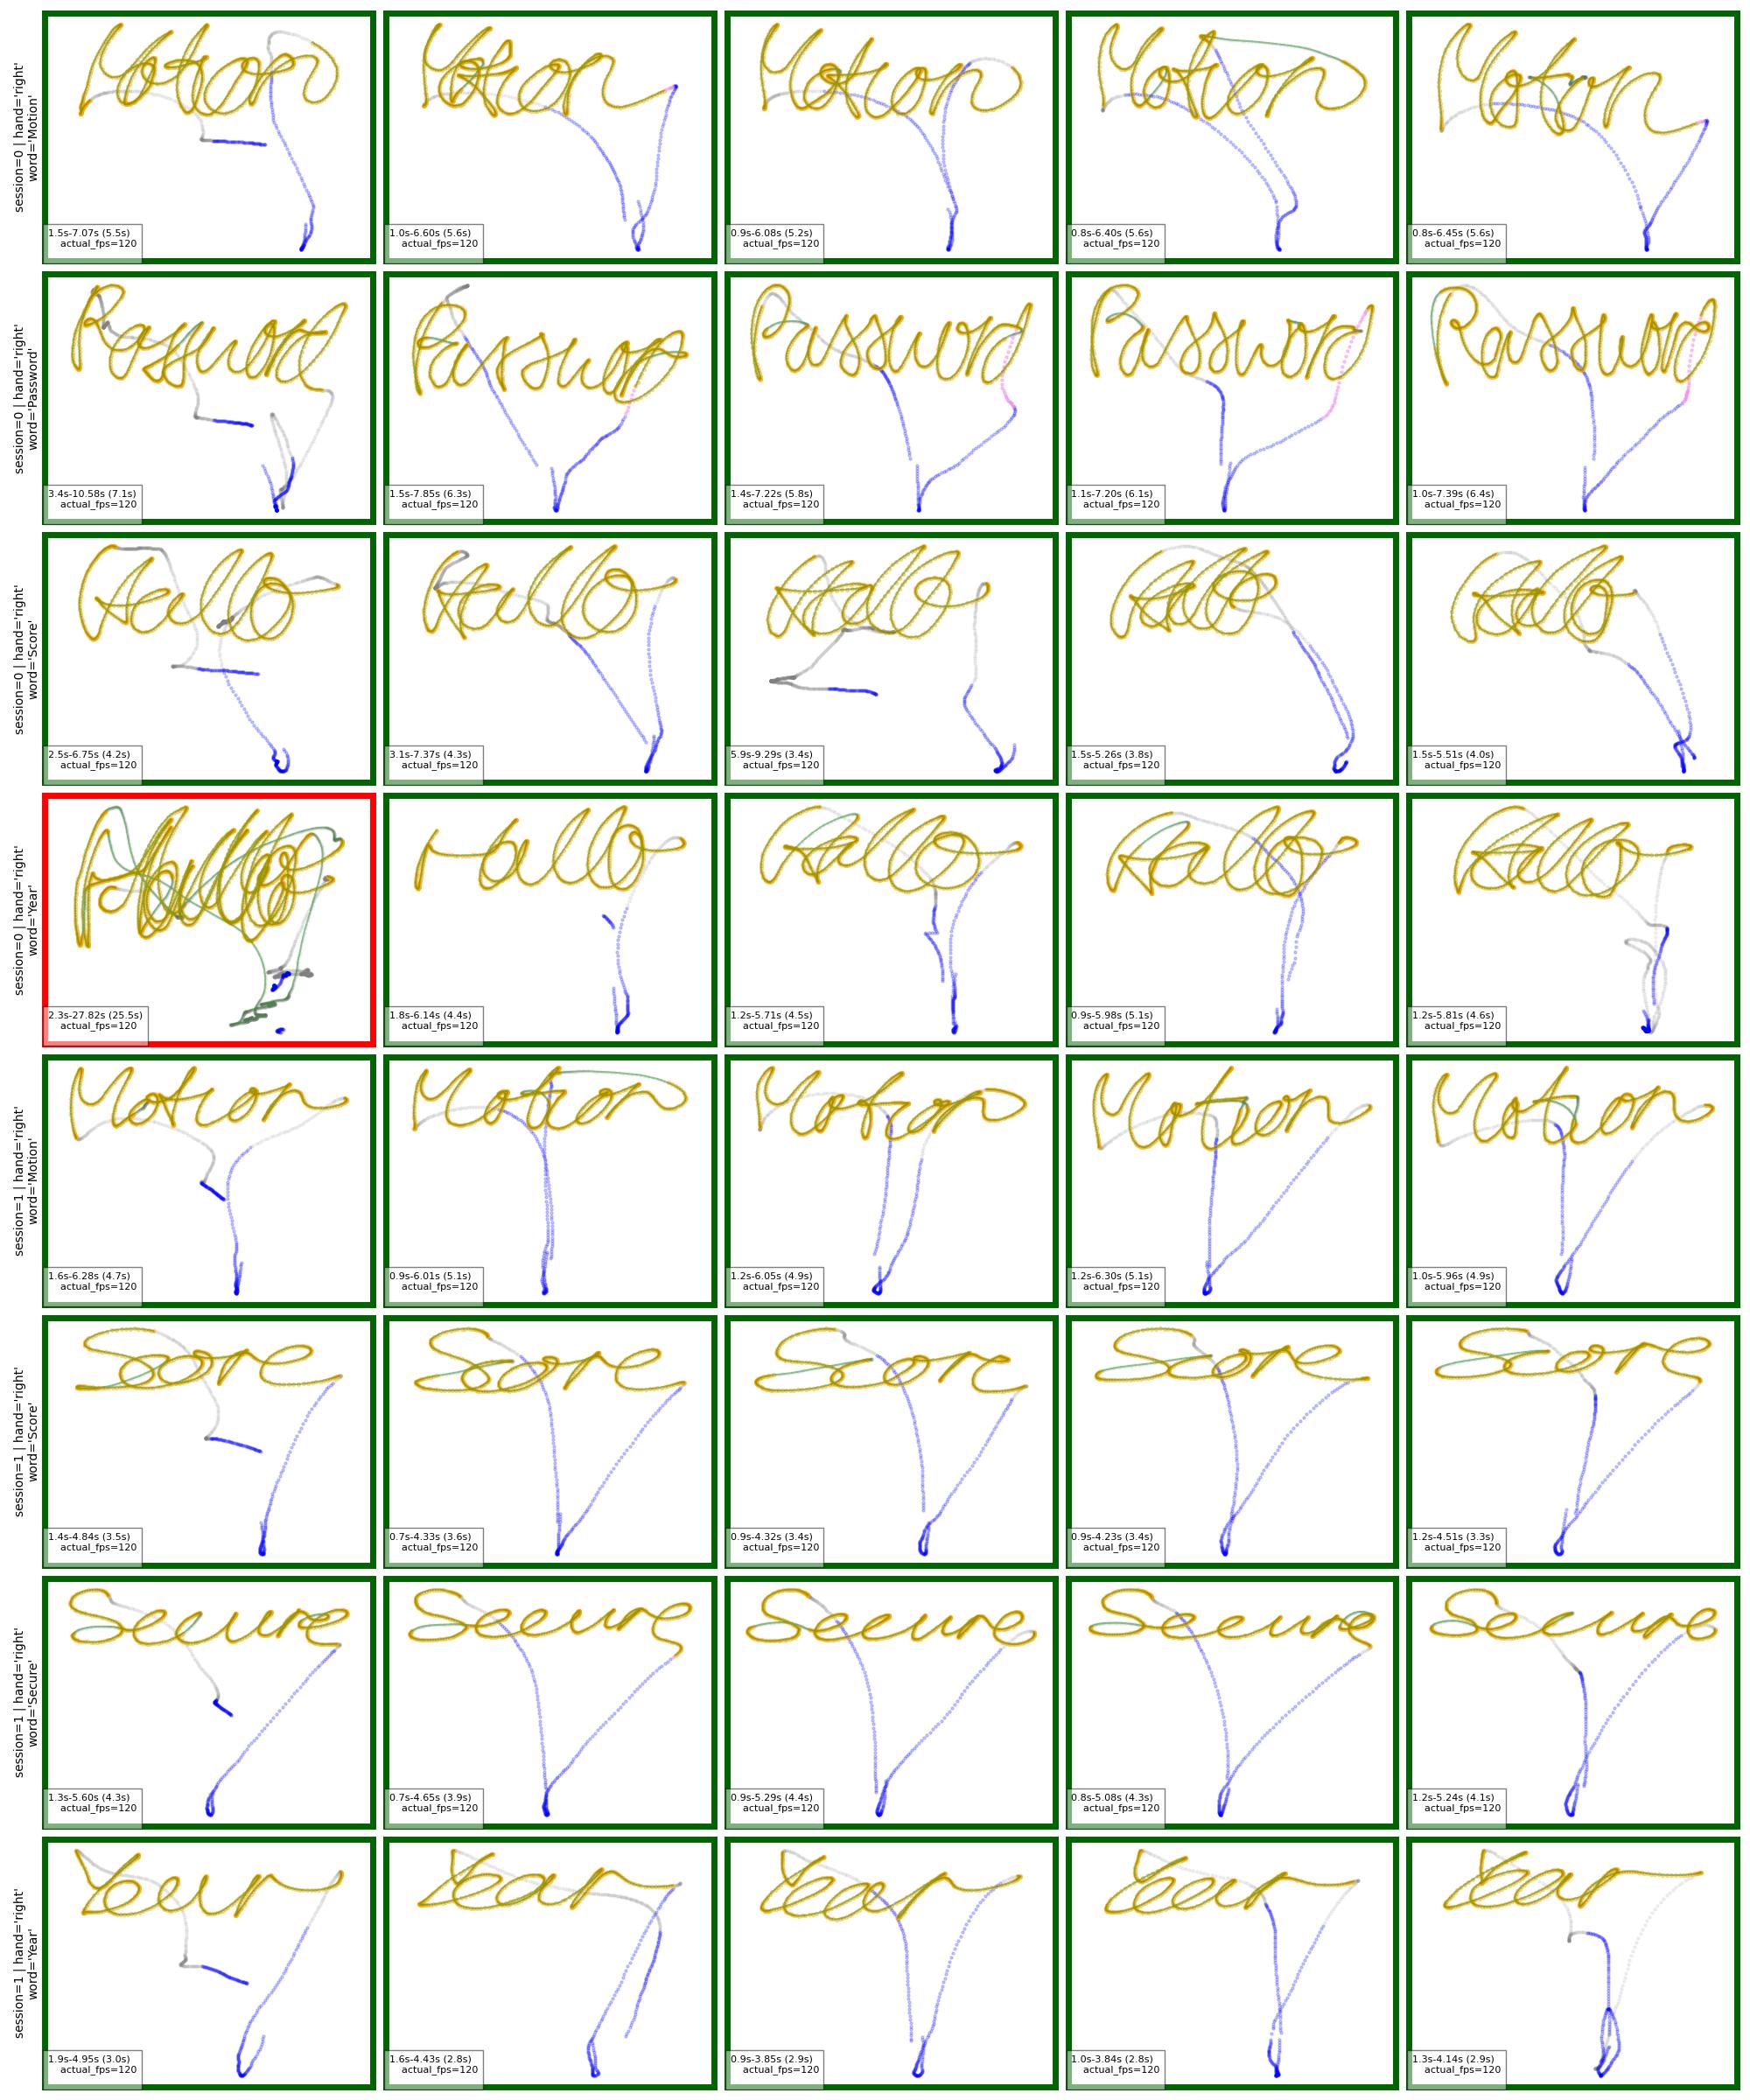 session=0 | hand='right'
word='Motion'
Motion Motion Motion Motion Motion
1.5s-7.07s (5.5s) 1.0s-6.60s (5.6s) 0.9s-6.08s (5.2s) 0.8s-6.40s (5.6s) 0.8s-6.45s (5.6s)
actual_fps=120 actual_fps=120 actual_fps=120 actual_fps=120 actual_fps=120
session=0 | hand='right'
word='Password'
Password Password Password Password Password
3.4s-10.58s (7.1s) 1.5s-7.85s (6.3s) 1.4s-7.22s (5.8s) 1.1s-7.20s (6.1s) 1.0s-7.39s (6.4s)
actual_fps=120 actual_fps=120 actual_fps=120 actual_fps=120 actual_fps=120
session=0 | hand='right'
word='Score'
Hallo Hallo Hallo Hallo Hallo
2.5s-6.75s (4.2s) 3.1s-7.37s (4.3s) 5.9s-9.29s (3.4s) 1.5s-5.26s (3.8s) 1.5s-5.51s (4.0s)
actual_fps=120 actual_fps=120 actual_fps=120 actual_fps=120 actual_fps=120
session=0 | hand='right'
word='Year'
Hallo Hallo Hallo Hallo
2.3s-27.82s (25.5s) 1.8s-6.14s (4.4s) 1.2s-5.71s (4.5s) 0.9s-5.98s (5.1s) 1.2s-5.81s (4.6s)
actual_fps=120 actual_fps=120 actual_fps=120 actual_fps=120 actual_fps=120
session=1 | hand='right'
word='Motion'
Motion Motion Motion Motion Motion
1.6s-6.28s (4.7s) 0.9s-6.01s (5.1s) 1.2s-6.05s (4.9s) 1.2s-6.30s (5.1s) 1.0s-5.96s (4.9s)
actual_fps=120 actual_fps=120 actual_fps=120 actual_fps=120 actual_fps=120
session=1 | hand='right'
word='Score'
Score Score Score Score Score
1.4s-4.84s (3.5s) 0.7s-4.33s (3.6s) 0.9s-4.32s (3.4s) 0.9s-4.23s (3.4s) 1.2s-4.51s (3.3s)
actual_fps=120 actual_fps=120 actual_fps=120 actual_fps=120 actual_fps=120
session=1 | hand='right'
word='Secure'
Secure Secure Secure Secure Secure
1.3s-5.60s (4.3s) 0.7s-4.65s (3.9s) 0.9s-5.29s (4.4s) 0.8s-5.08s (4.3s) 1.2s-5.24s (4.1s)
actual_fps=120 actual_fps=120 actual_fps=120 actual_fps=120 actual_fps=120
session=1 | hand='right'
word='Year'
Year Year Year Year Year
1.9s-4.95s (3.0s) 1.6s-4.43s (2.8s) 0.9s-3.85s (2.9s) 1.0s-3.84s (2.8s) 1.3s-4.14s (2.9s)
actual_fps=120 actual_fps=120 actual_fps=120 actual_fps=120 actual_fps=120